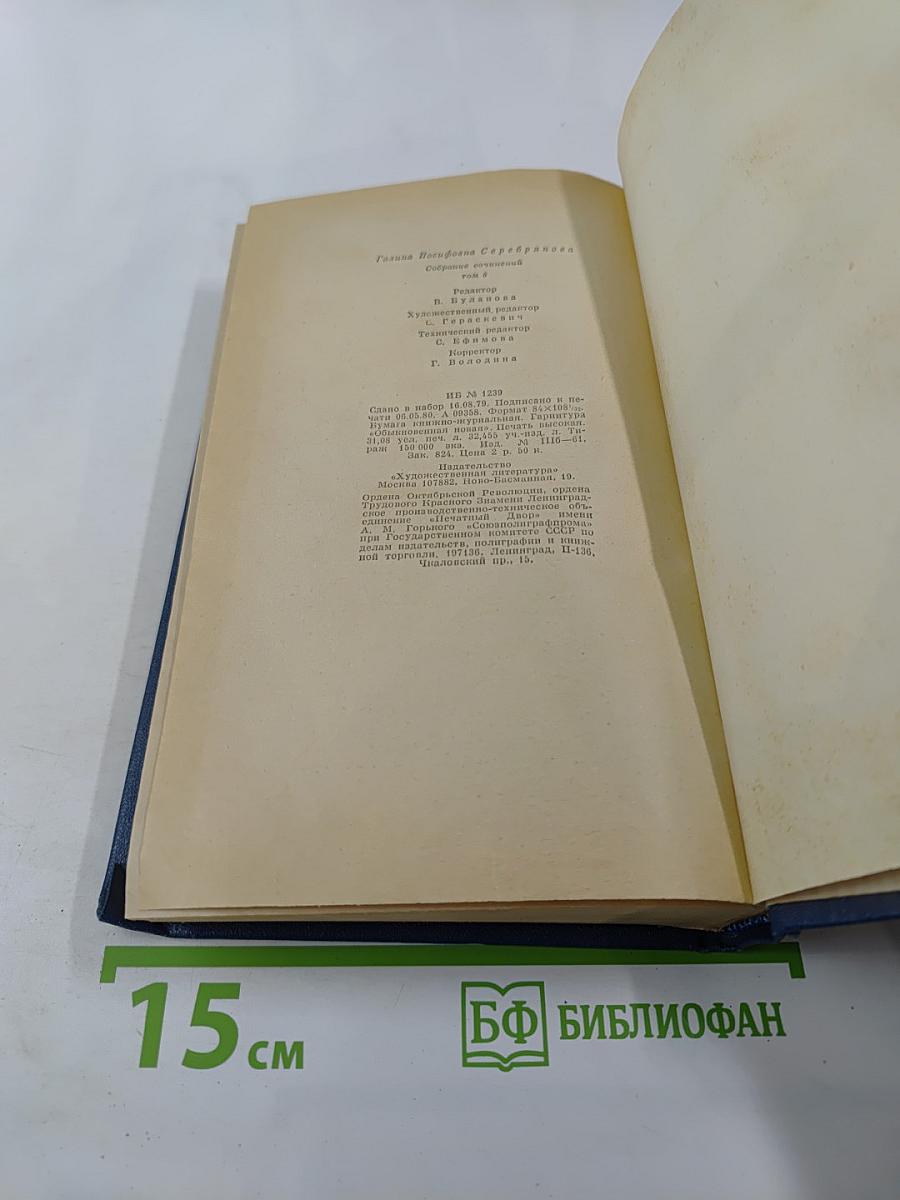 Галина Иосифовна Серебрякова
Собрание сочинений
том 5
Редактор
В. Буланова
Художественный редактор
С. Гераскевич
Технический редактор
С. Ефимова
Корректор
Г. Володина
ИБ № 1239
Сдано в набор 16.08.79. Подписано к пе-
чати 06.05.80. А 09358. Формат 84×108¹/₃₂.
Бумага книжно-журнальная. Гарнитура
«Обыкновенная новая». Печать высокая.
31,08 усл. печ. л. 32,455 уч.-изд. л. Ти-
раж 150 000 экз. Изд. № IIIб—61.
Зак. 824. Цена 2 р. 50 к.
Издательство
«Художественная литература»
Москва 107882, Ново-Басманная, 19.
Ордена Октябрьской Революции, ордена
Трудового Красного Знамени Ленинград-
ское производственно-техническое объ-
единение «Печатный Двор» имени
А. М. Горького «Союзполиграфпрома»
при Государственном комитете СССР по
делам издательств, полиграфии и книж-
ной торговли. 197136, Ленинград, П-136,
Чкаловский пр., 15.
15 см
БФ БИБЛИОФАН